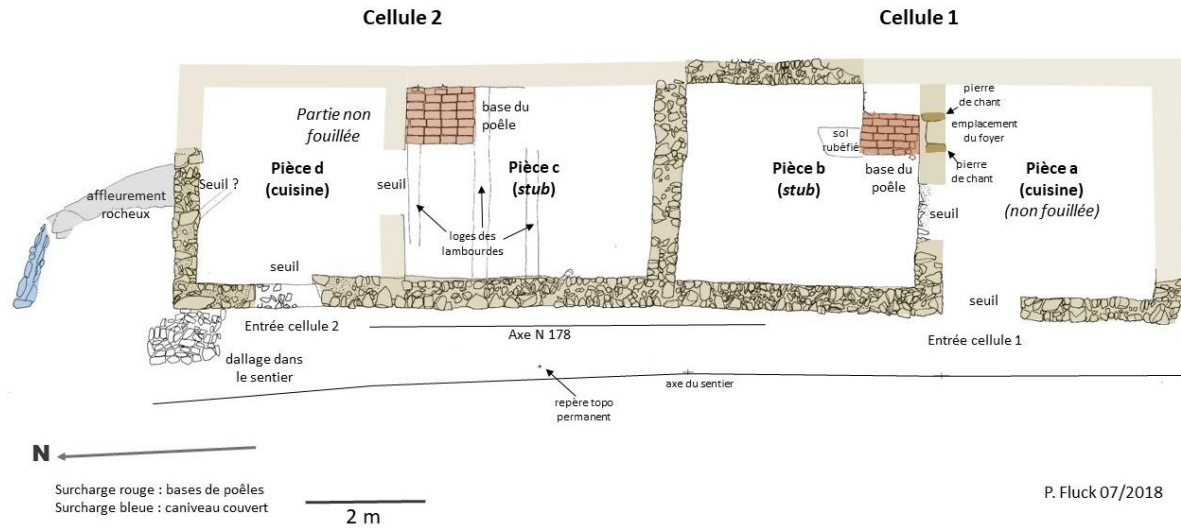 Cellule 2
Cellule 1
Partie non
fouillée
base du
poêle
pierre
de chant
emplacement
du foyer
sol
rubéfié
base du
poêle
pierre
de chant
affleurement
rocheux
Seuil ?
Pièce d
(cuisine)
seuil
Pièce c
(stub)
Pièce b
(stub)
Pièce a
(cuisine)
(non fouillée)
seuil
loges des
lambourdes
seuil
seuil
Entrée cellule 2
Axe N 178
Entrée cellule 1
dallage dans
le sentier
repère topo
permanent
axe du sentier
N
Surcharge rouge : bases de poêles
Surcharge bleue : caniveau couvert
2 m
P. Fluck 07/2018